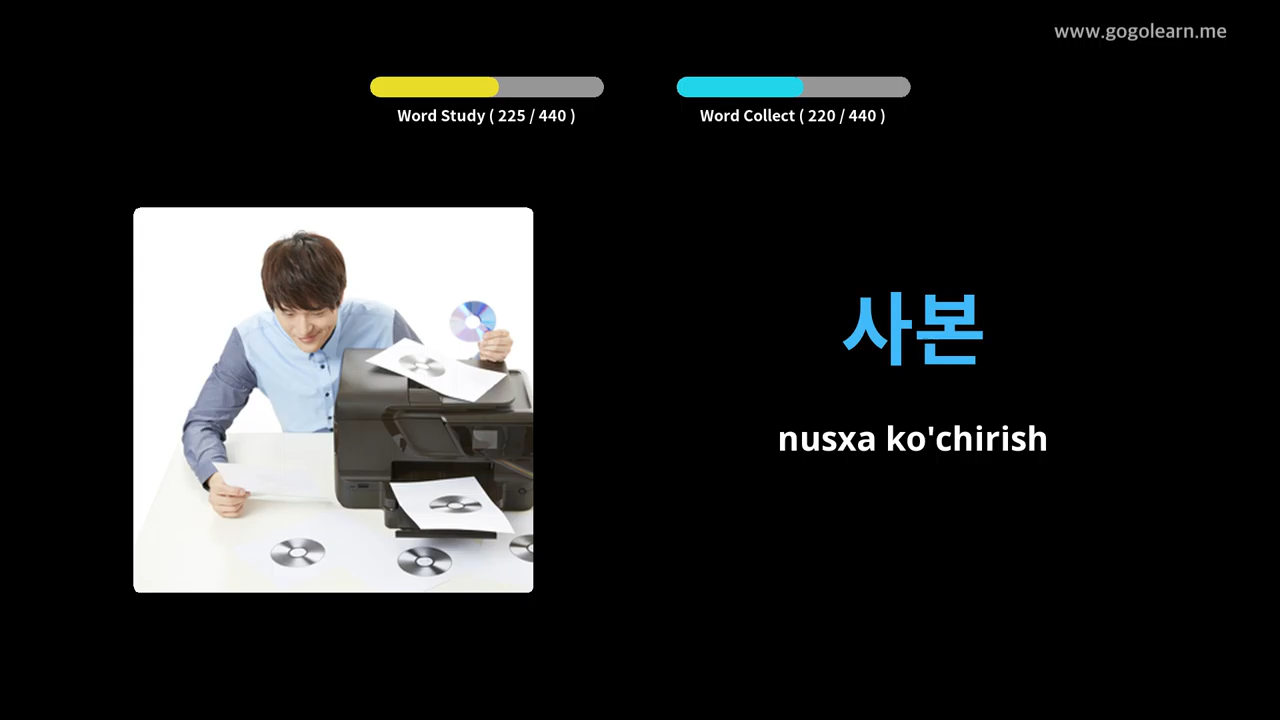 www.gogolearn.me
Word Study ( 225 / 440 )
Word Collect ( 220 / 440 )
사본
nusxa ko'chirish